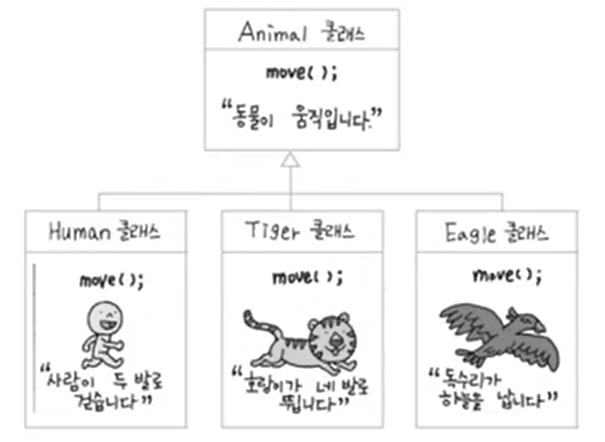 Animal 클래스
move();
“동물이 움직입니다.”
Human 클래스
move();
“사람이 두 발로
걷습니다”
Tiger 클래스
move();
“호랑이가 네 발로
뜁니다”
Eagle 클래스
move();
“독수리가
하늘을 납니다”